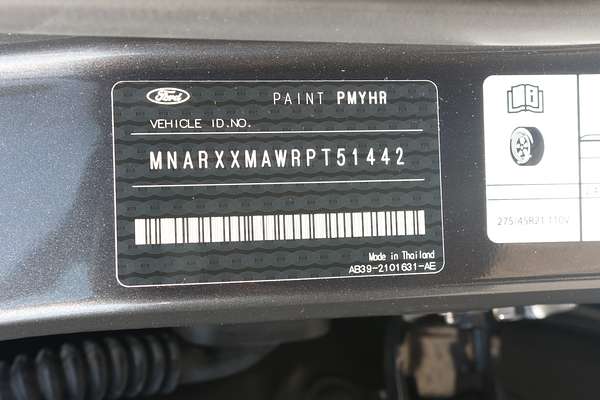 Ford PAINT PMYHR
VEHICLE ID.NO.
MNARXXMAWRPT51442
Made in Thailand
AB39-2101631-AE
275/45R21 110V